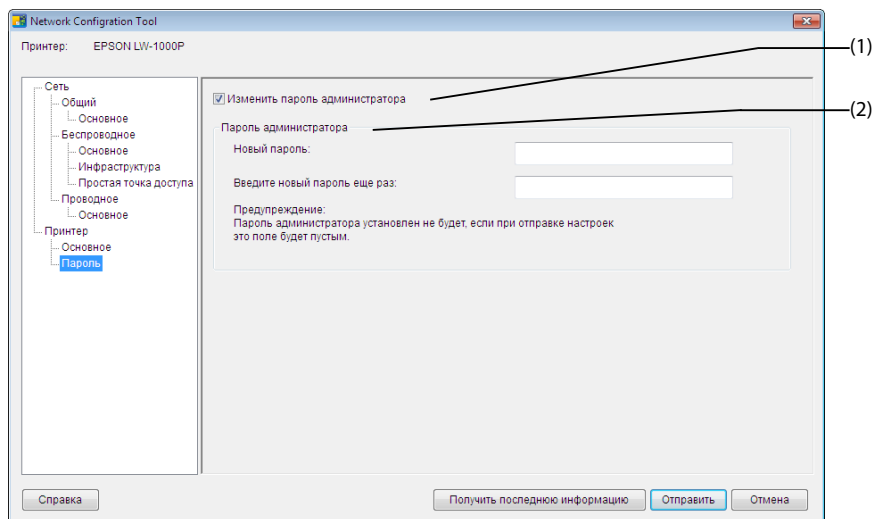 Network Configration Tool
Принтер: EPSON LW-1000P
(1)
(2)
Сеть
Общий
Основное
Беспроводное
Основное
Инфраструктура
Простая точка доступа
Проводное
Основное
Принтер
Основное
Пароль
Изменить пароль администратора
Пароль администратора
Новый пароль:
Введите новый пароль еще раз:
Предупреждение:
Пароль администратора установлен не будет, если при отправке настроек
это поле будет пустым.
Справка
Получить последнюю информацию
Отправить
Отмена